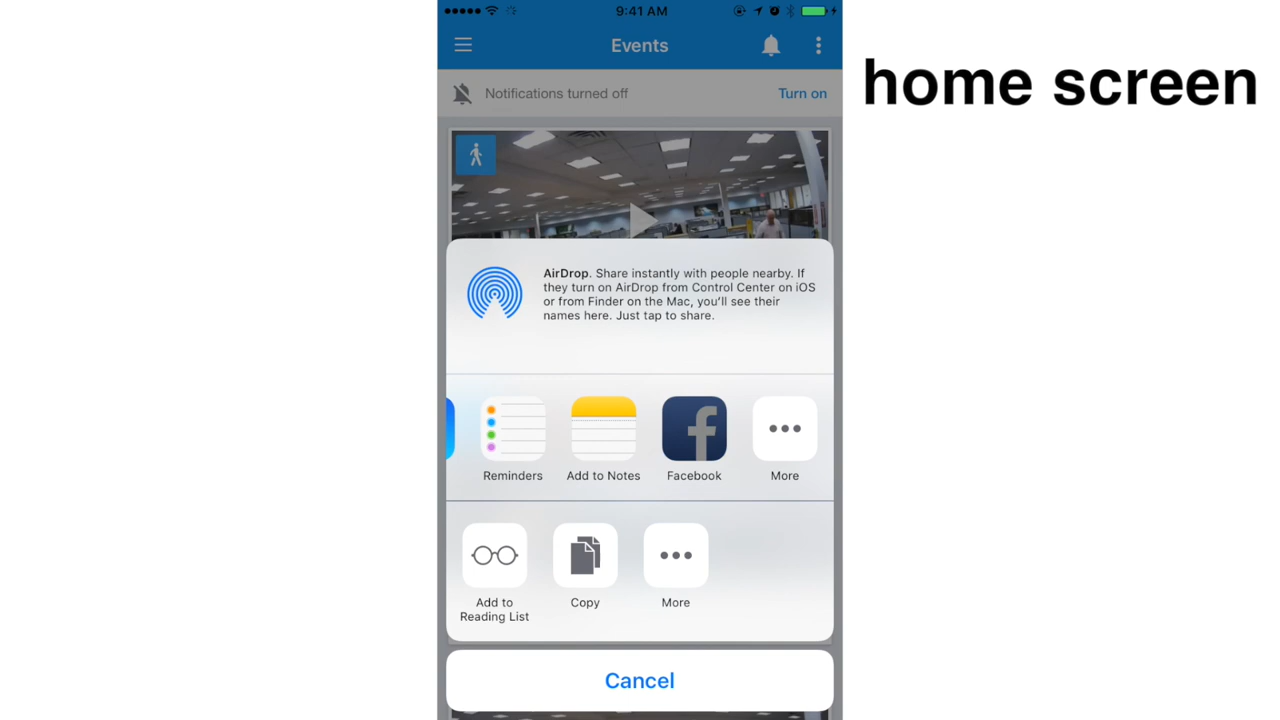 9:41 AM
Events
home screen
Notifications turned off
Turn on
AirDrop. Share instantly with people nearby. If
they turn on AirDrop from Control Center on iOS
or from Finder on the Mac, you'll see their
names here. Just tap to share.
Reminders
Add to Notes
Facebook
More
Add to
Reading List
Copy
More
Cancel